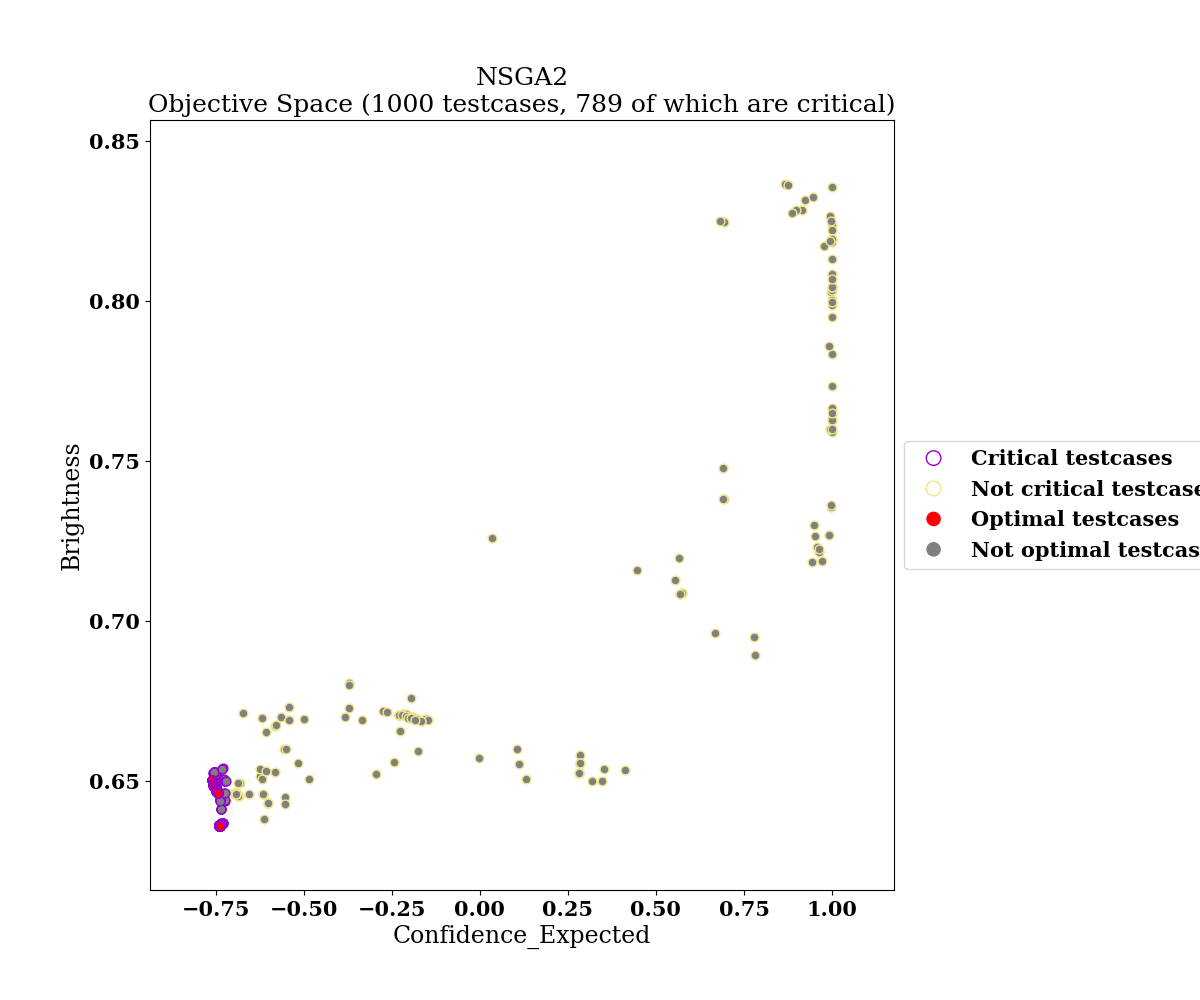 NSGA2
Objective Space (1000 testcases, 789 of which are critical)
0.85
0.80
0.75
0.70
0.65
Brightness
−0.75 −0.50 −0.25 0.00 0.25 0.50 0.75 1.00
Confidence_Expected
Critical testcases
Not critical testcase
Optimal testcases
Not optimal testcas